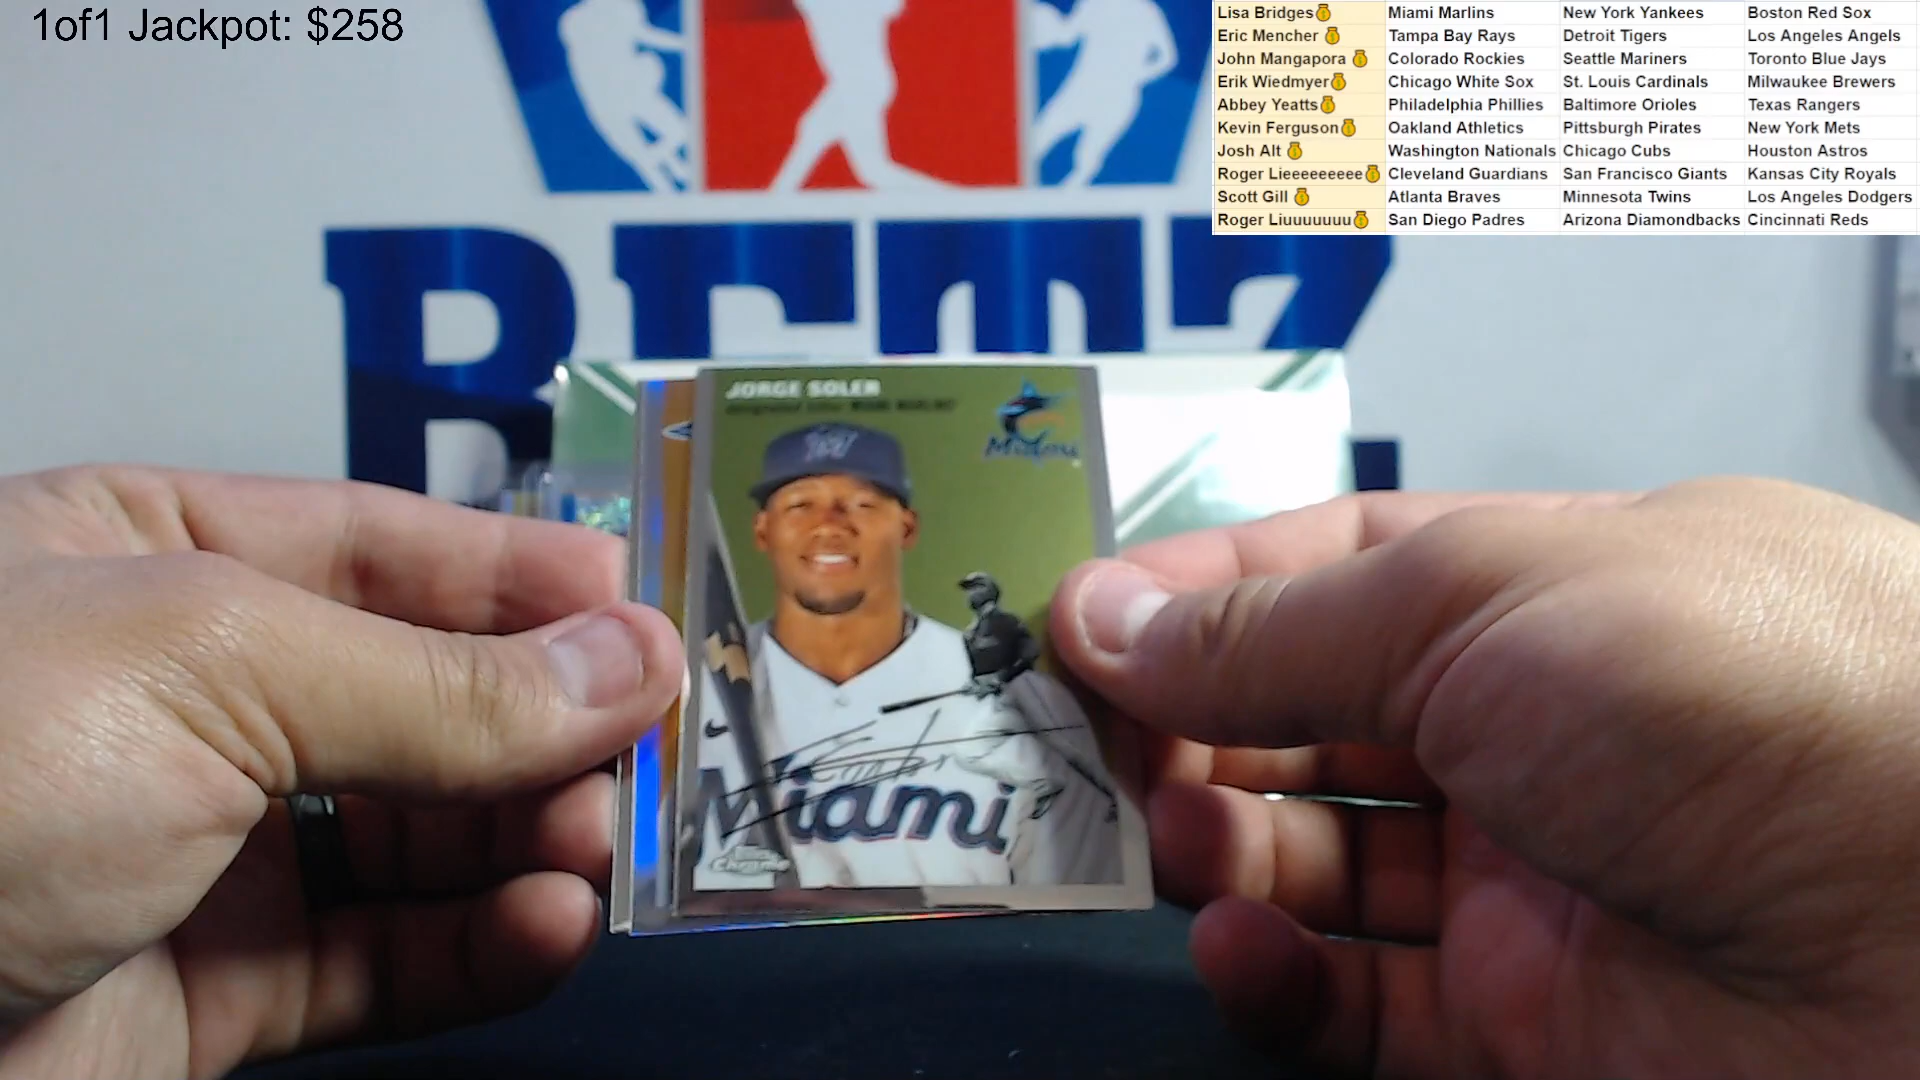 1of1 Jackpot: $258
Lisa Bridges Miami Marlins New York Yankees Boston Red Sox
Eric Mencher Tampa Bay Rays Detroit Tigers Los Angeles Angels
John Mangapora Colorado Rockies Seattle Mariners Toronto Blue Jays
Erik Wiedmyer Chicago White Sox St. Louis Cardinals Milwaukee Brewers
Abbey Yeatts Philadelphia Phillies Baltimore Orioles Texas Rangers
Kevin Ferguson Oakland Athletics Pittsburgh Pirates New York Mets
Josh Alt Washington Nationals Chicago Cubs Houston Astros
Roger Lieeeeeeeee Cleveland Guardians San Francisco Giants Kansas City Royals
Scott Gill Atlanta Braves Minnesota Twins Los Angeles Dodgers
Roger Liuuuuuuu San Diego Padres Arizona Diamondbacks Cincinnati Reds
BETZ
JORGE SOLER
Miami
Miami
Topps
Chrome